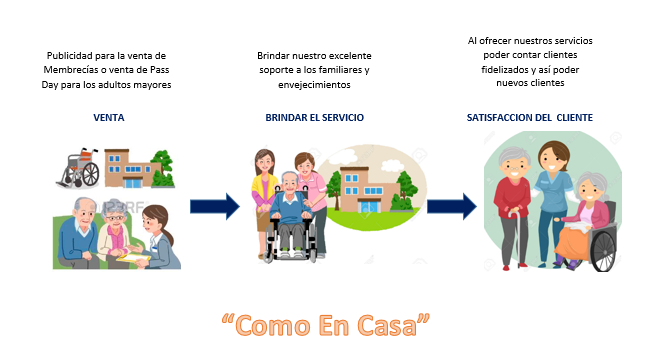 Publicidad para la venta de
Membrecías o venta de Pass
Day para los adultos mayores
VENTA
Brindar nuestro excelente
soporte a los familiares y
envejecimientos
BRINDAR EL SERVICIO
Al ofrecer nuestros servicios
poder contar clientes
fidelizados y así poder
nuevos clientes
SATISFACCION DEL CLIENTE
“Como En Casa”